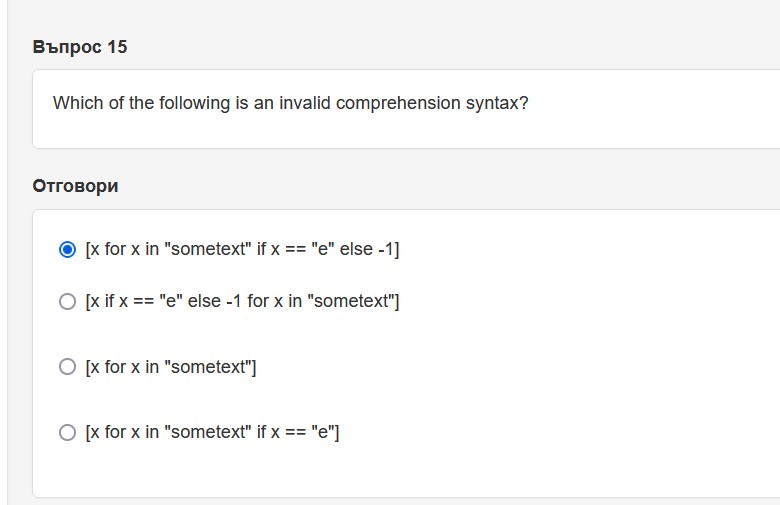 Въпрос 15
Which of the following is an invalid comprehension syntax?
Отговори
[x for x in "sometext" if x == "e" else -1]
[x if x == "e" else -1 for x in "sometext"]
[x for x in "sometext"]
[x for x in "sometext" if x == "e"]